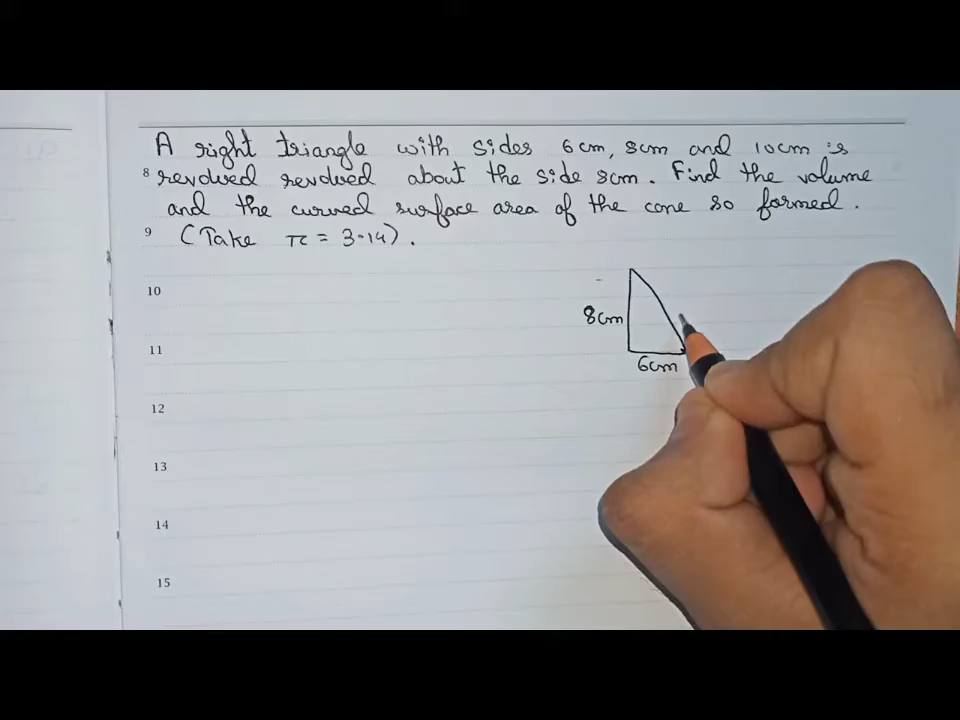 A right triangle with sides 6cm, 8cm and 10cm is
8 revolved revolved about the side 8cm. Find the volume
and the curved surface area of the cone so formed.
9 (Take π = 3.14).
10
8cm
11
6cm
12
13
14
15